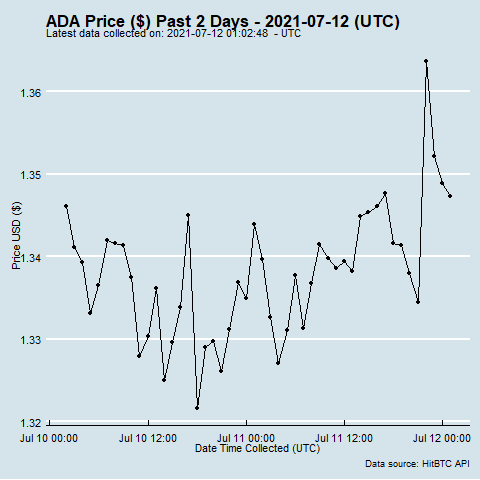 ADA Price ($) Past 2 Days - 2021-07-12 (UTC)
Latest data collected on: 2021-07-12 01:02:48 - UTC
1.36
1.35
1.34
1.33
1.32
Price USD ($)
Jul 10 00:00 Jul 10 12:00 Jul 11 00:00 Jul 11 12:00 Jul 12 00:00
Date Time Collected (UTC)
Data source: HitBTC API